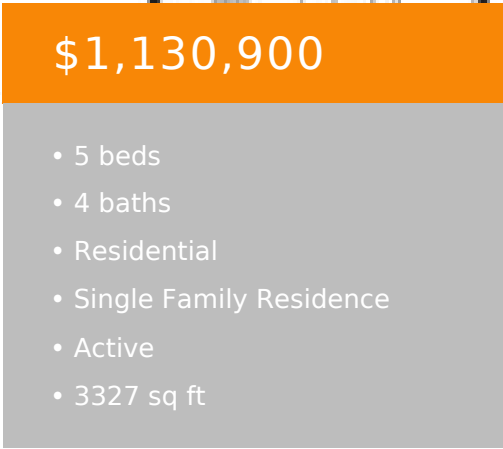 $1,130,900
• 5 beds
• 4 baths
• Residential
• Single Family Residence
• Active
• 3327 sq ft